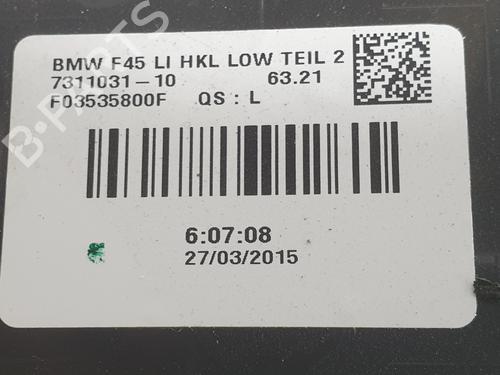 BMW F45 LI HKL LOW TEIL 2
7311031-10 63.21
F03535800F QS : L
6:07:08
27/03/2015
B-PARTS